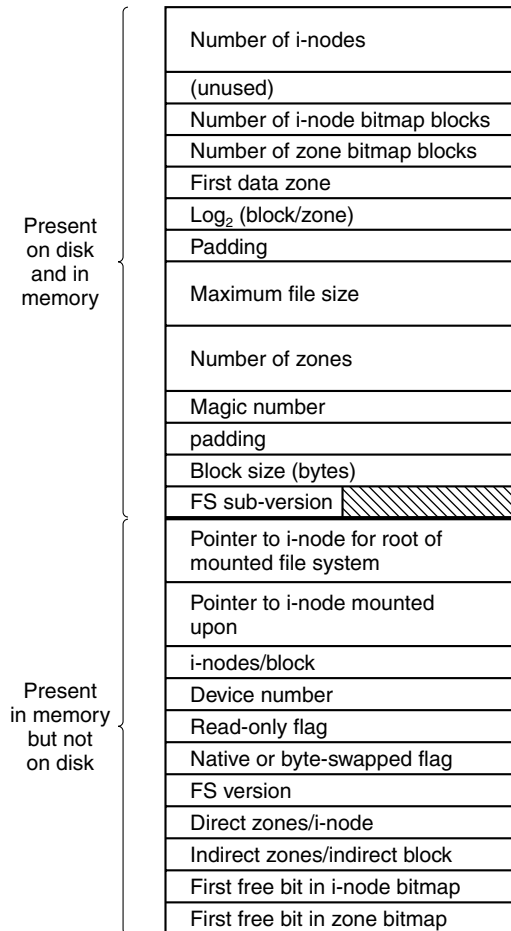 Number of i-nodes
(unused)
Number of i-node bitmap blocks
Number of zone bitmap blocks
First data zone
Log₂ (block/zone)
Padding
Present
on disk
and in
memory
Maximum file size
Number of zones
Magic number
padding
Block size (bytes)
FS sub-version
Pointer to i-node for root of
mounted file system
Pointer to i-node mounted
upon
i-nodes/block
Device number
Present
in memory
but not
on disk
Read-only flag
Native or byte-swapped flag
FS version
Direct zones/i-node
Indirect zones/indirect block
First free bit in i-node bitmap
First free bit in zone bitmap